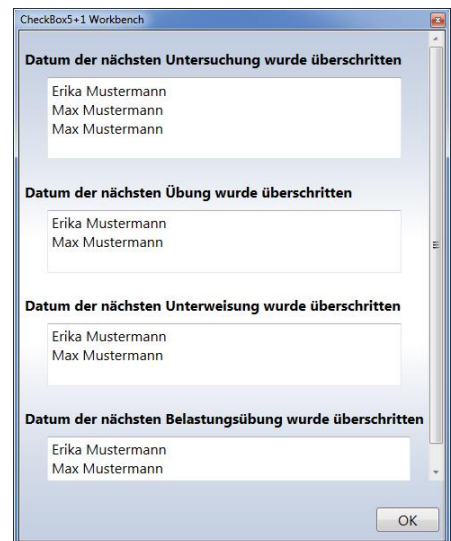 CheckBox5+1 Workbench
Datum der nächsten Untersuchung wurde überschritten
Erika Mustermann
Max Mustermann
Max Mustermann
Datum der nächsten Übung wurde überschritten
Erika Mustermann
Max Mustermann
Datum der nächsten Unterweisung wurde überschritten
Erika Mustermann
Max Mustermann
Datum der nächsten Belastungsübung wurde überschritten
Erika Mustermann
Max Mustermann
OK